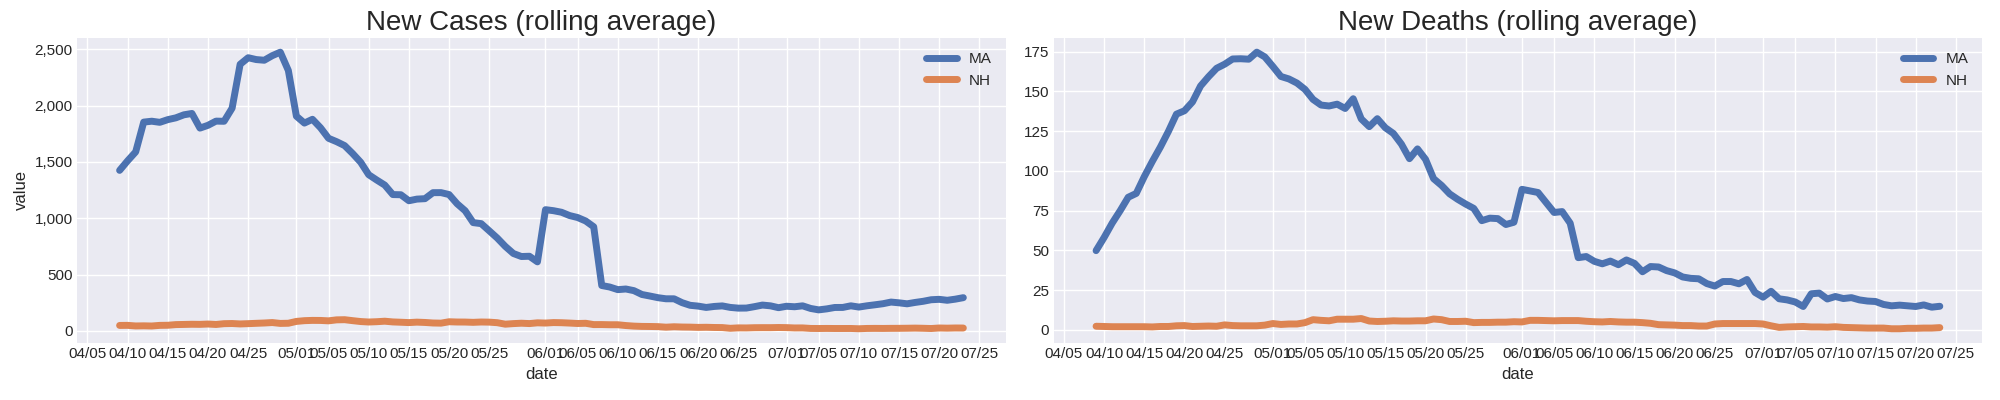 New Cases (rolling average)
2,500
2,000
1,500
1,000
500
0
value
MA
NH
04/05 04/10 04/15 04/20 04/25 05/01 05/05 05/10 05/15 05/20 05/25 06/01 06/05 06/10 06/15 06/20 06/25 07/01 07/05 07/10 07/15 07/20 07/25
date
New Deaths (rolling average)
175
150
125
100
75
50
25
0
MA
NH
04/05 04/10 04/15 04/20 04/25 05/01 05/05 05/10 05/15 05/20 05/25 06/01 06/05 06/10 06/15 06/20 06/25 07/01 07/05 07/10 07/15 07/20 07/25
date